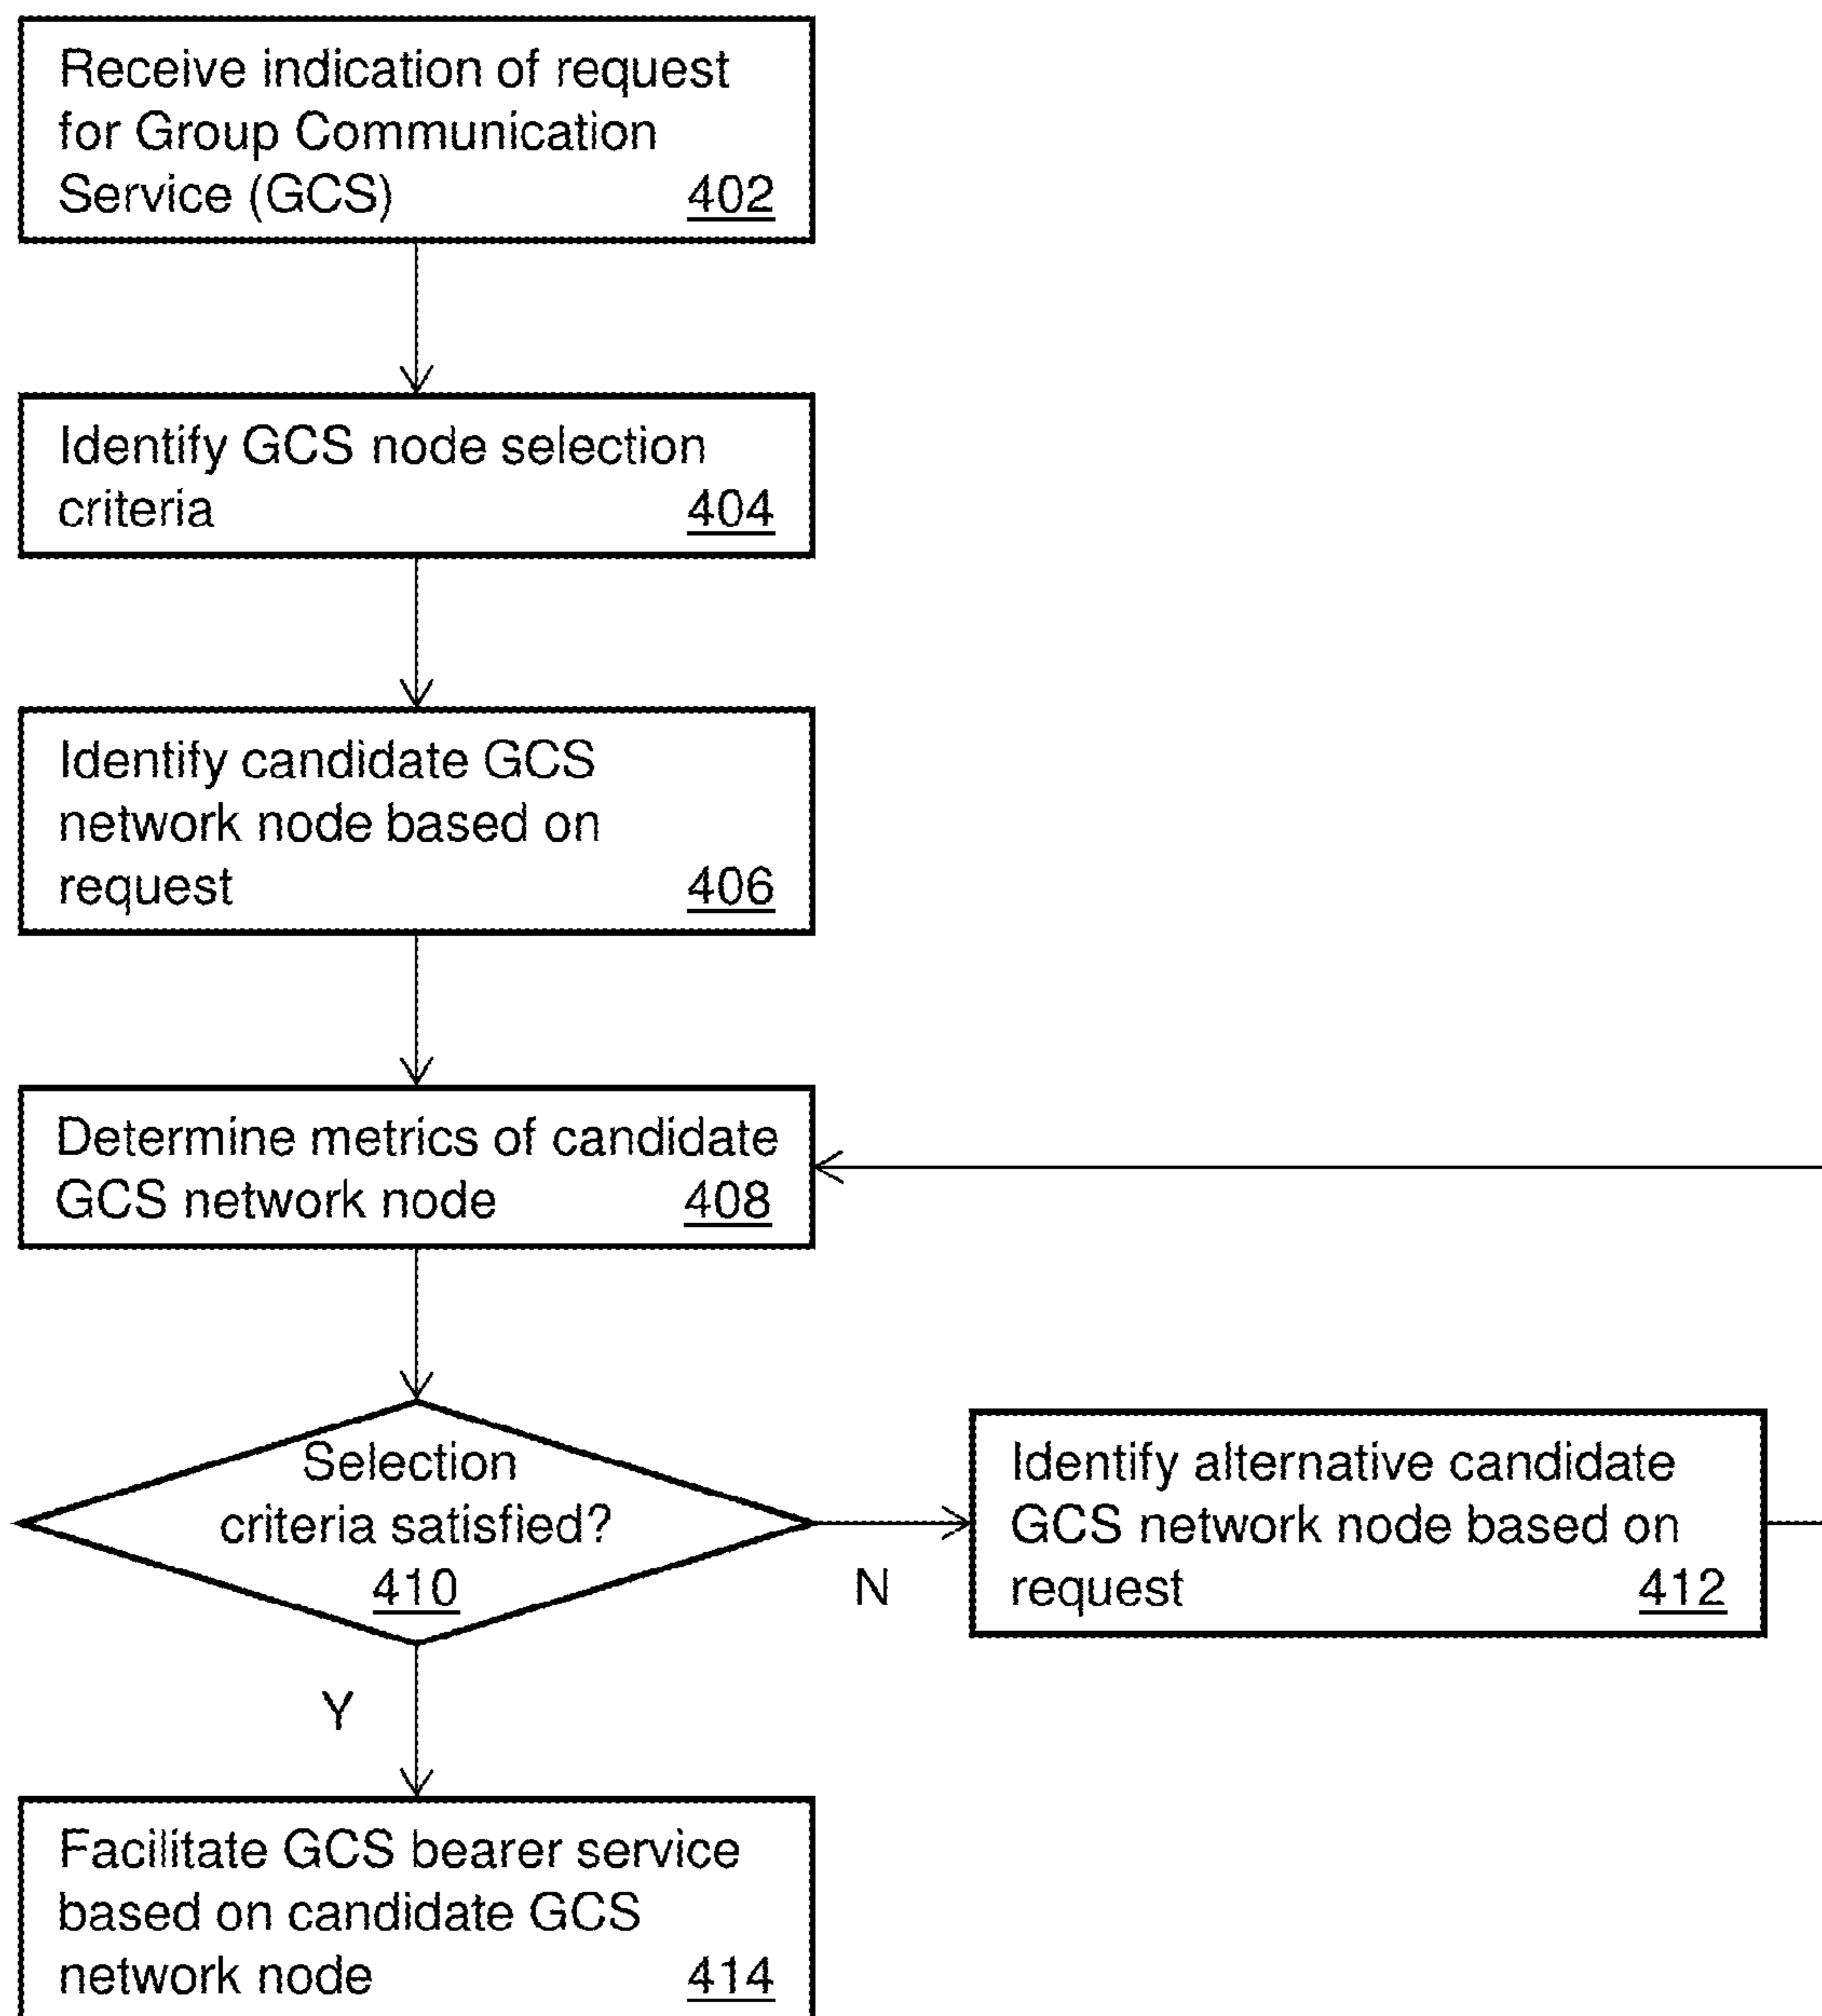 Receive indication of request
for Group Communication
Service (GCS) 402
Identify GCS node selection
criteria 404
Identify candidate GCS
network node based on
request 406
Determine metrics of candidate
GCS network node 408
Selection
criteria satisfied?
410
N
Identify alternative candidate
GCS network node based on
request 412
Y
Facilitate GCS bearer service
based on candidate GCS
network node 414